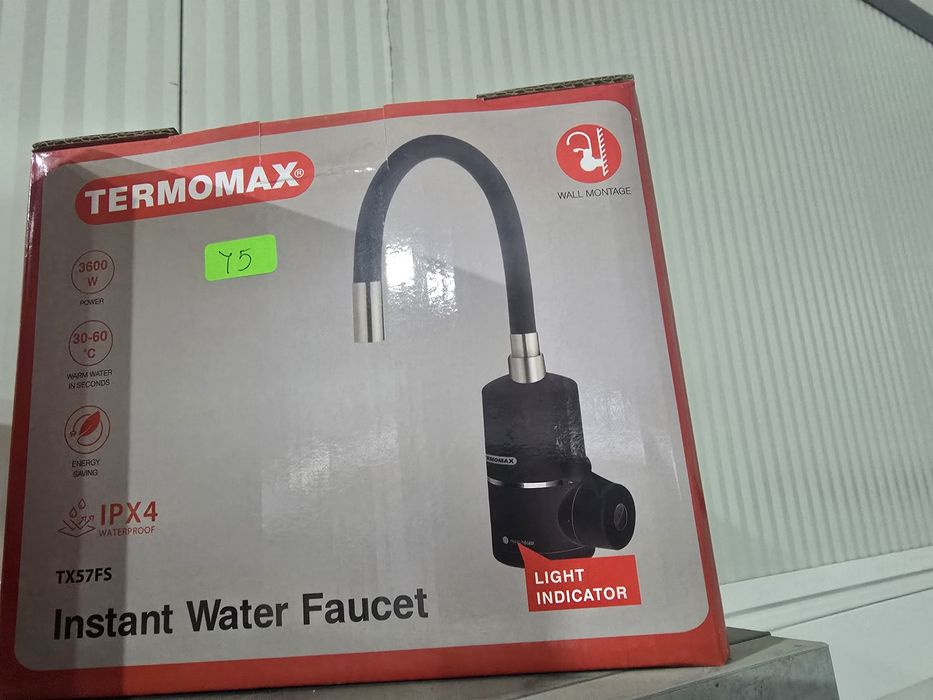 TERMOMAX®
WALL MONTAGE
Y5
3600
W
POWER
30-60
°C
WARM WATER
IN SECONDS
ENERGY
SAVING
IPX4
WATERPROOF
TERMOMAX
TX57FS
LIGHT
INDICATOR
Instant Water Faucet